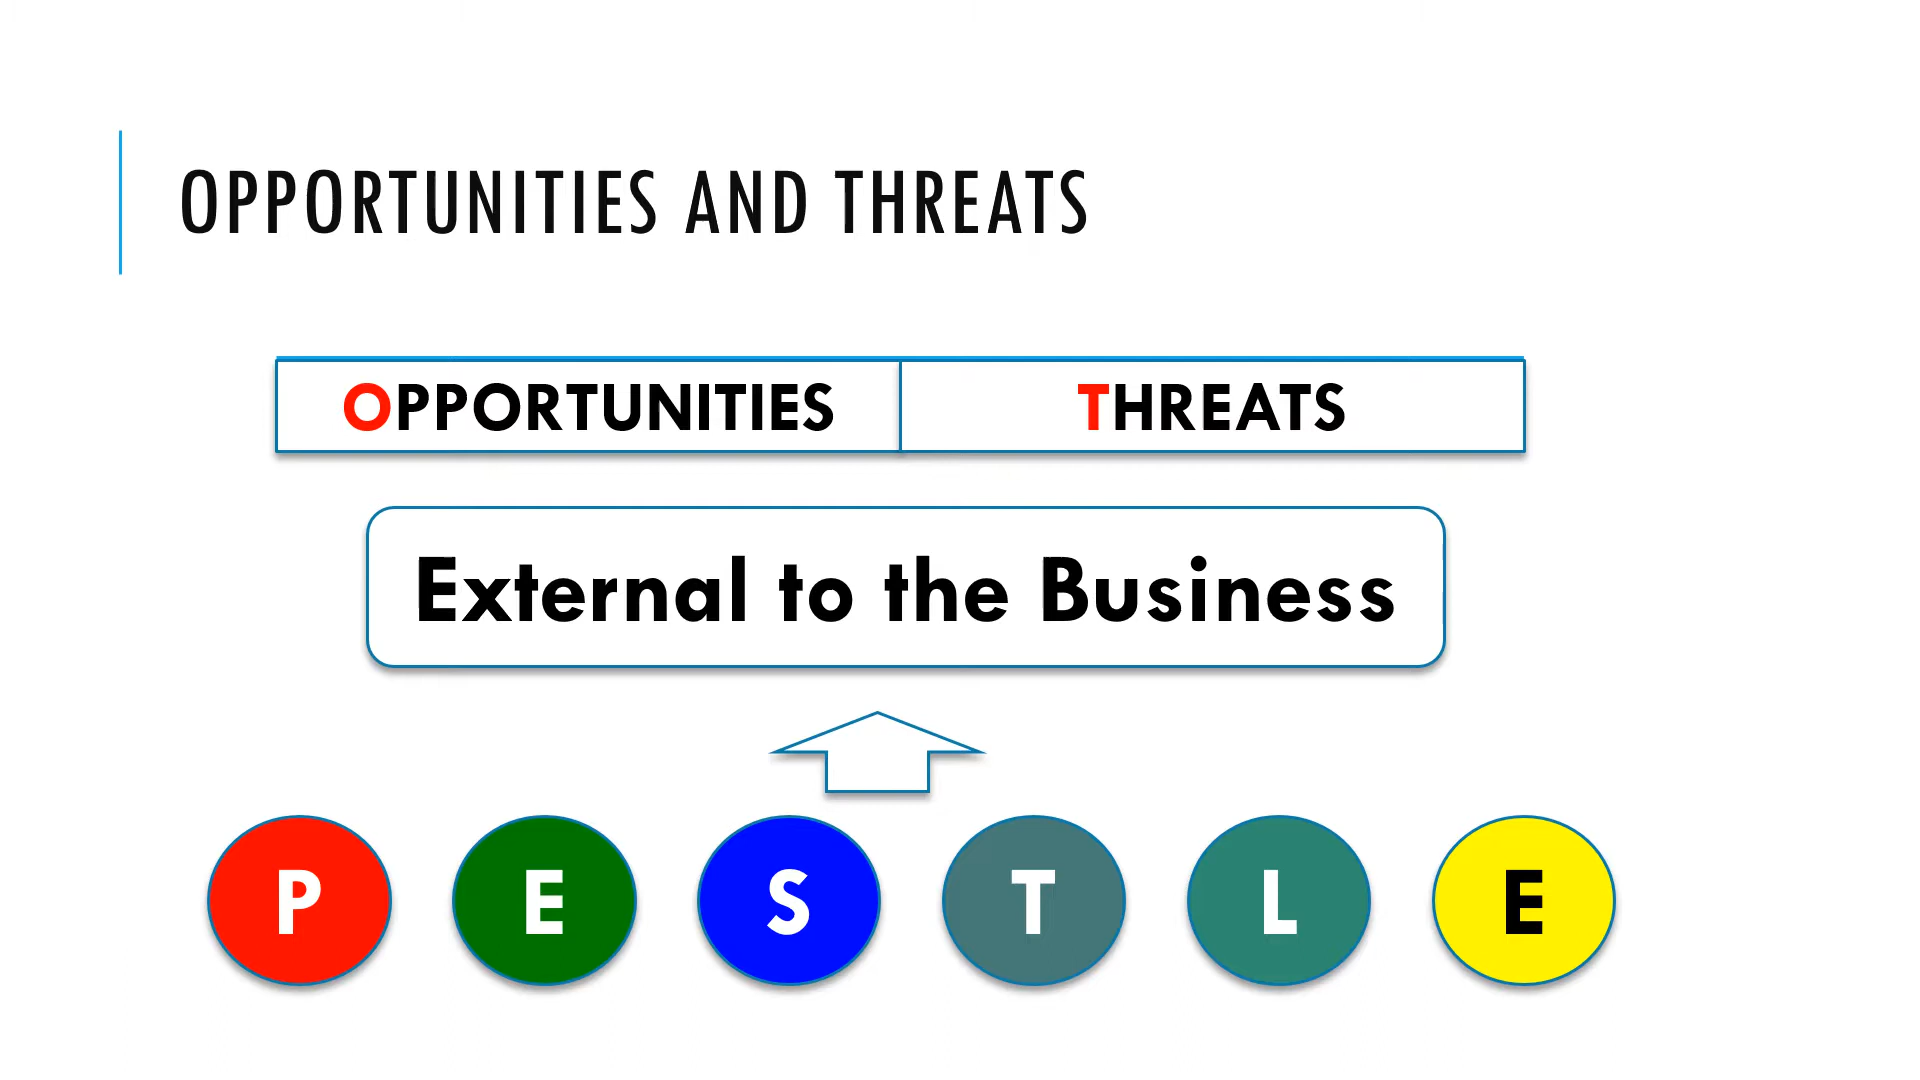 OPPORTUNITIES AND THREATS
OPPORTUNITIES THREATS
External to the Business
P E S T L E